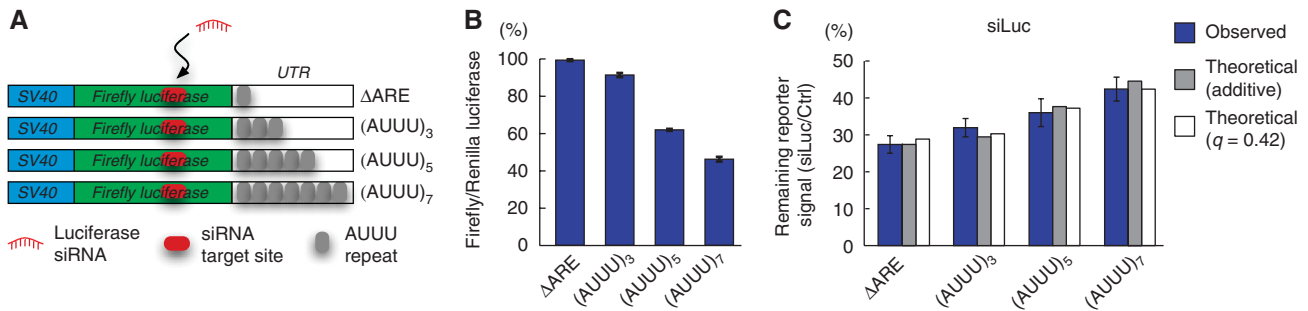 A
UTR
SV40 Firefly luciferase ΔARE
SV40 Firefly luciferase (AUUU)3
SV40 Firefly luciferase (AUUU)5
SV40 Firefly luciferase (AUUU)7
Luciferase
siRNA
siRNA
target site
AUUU
repeat
B
(%)
Firefly/Renilla luciferase
100
80
60
40
20
0
ΔARE
(AUUU)3
(AUUU)5
(AUUU)7
C
(%)
siLuc
Remaining reporter
signal (siLuc/Ctrl)
50
40
30
20
10
0
ΔARE
(AUUU)3
(AUUU)5
(AUUU)7
Observed
Theoretical
(additive)
Theoretical
(q = 0.42)